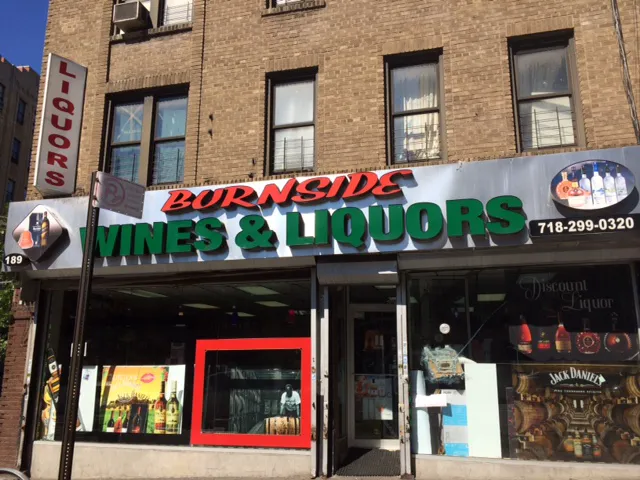 LIQUORS
BURNSIDE
WINES & LIQUORS
718-299-0320
189
Discount
Liquor
JACK DANIEL'S